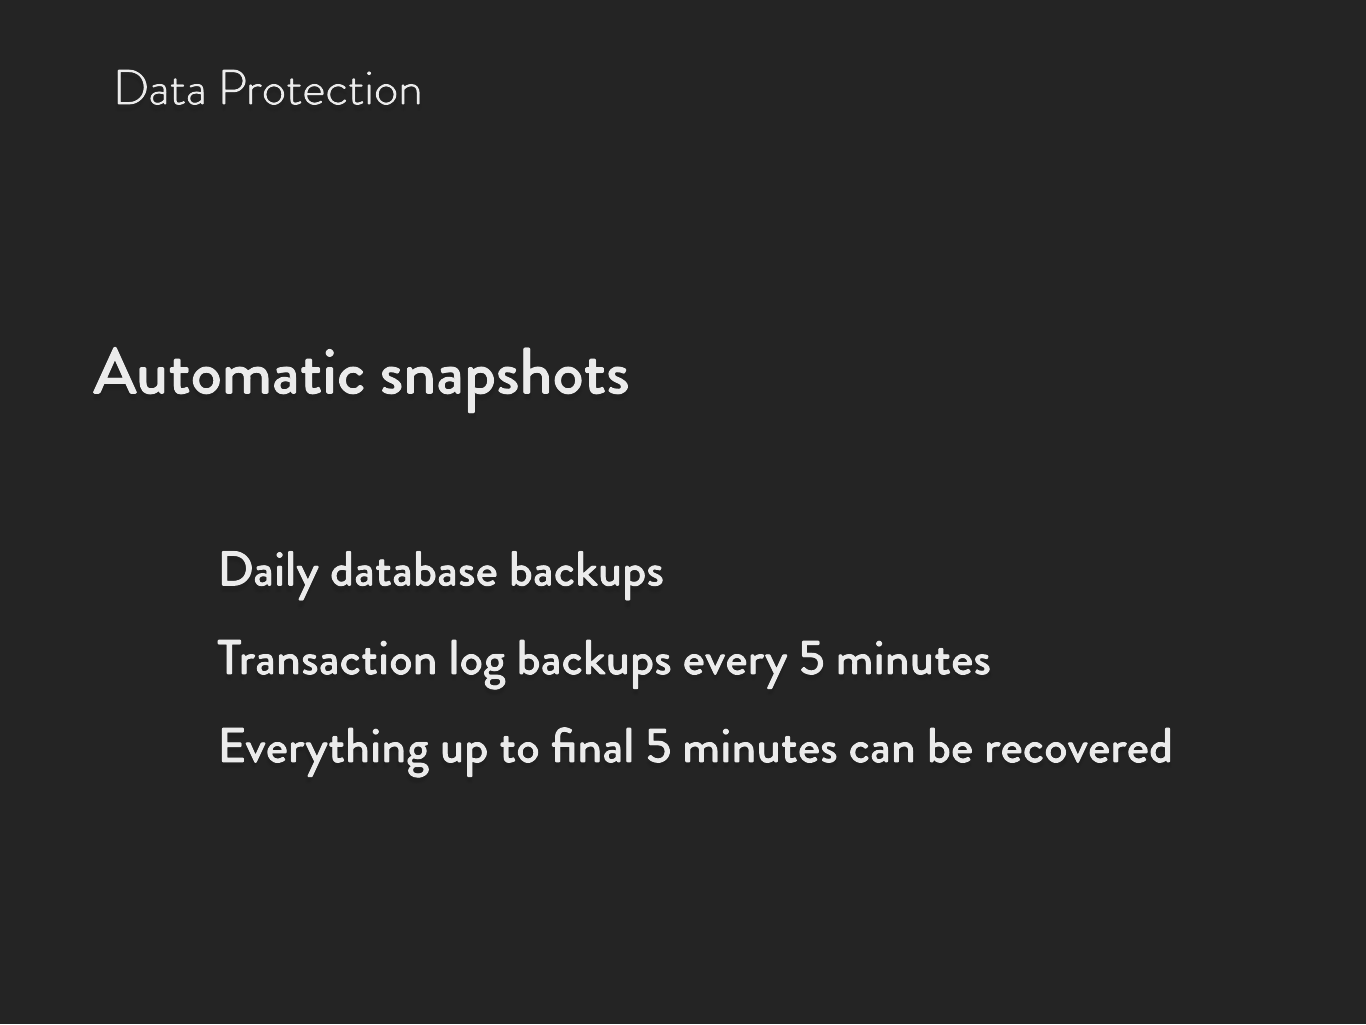 Data Protection
Automatic snapshots
Daily database backups
Transaction log backups every 5 minutes
Everything up to final 5 minutes can be recovered